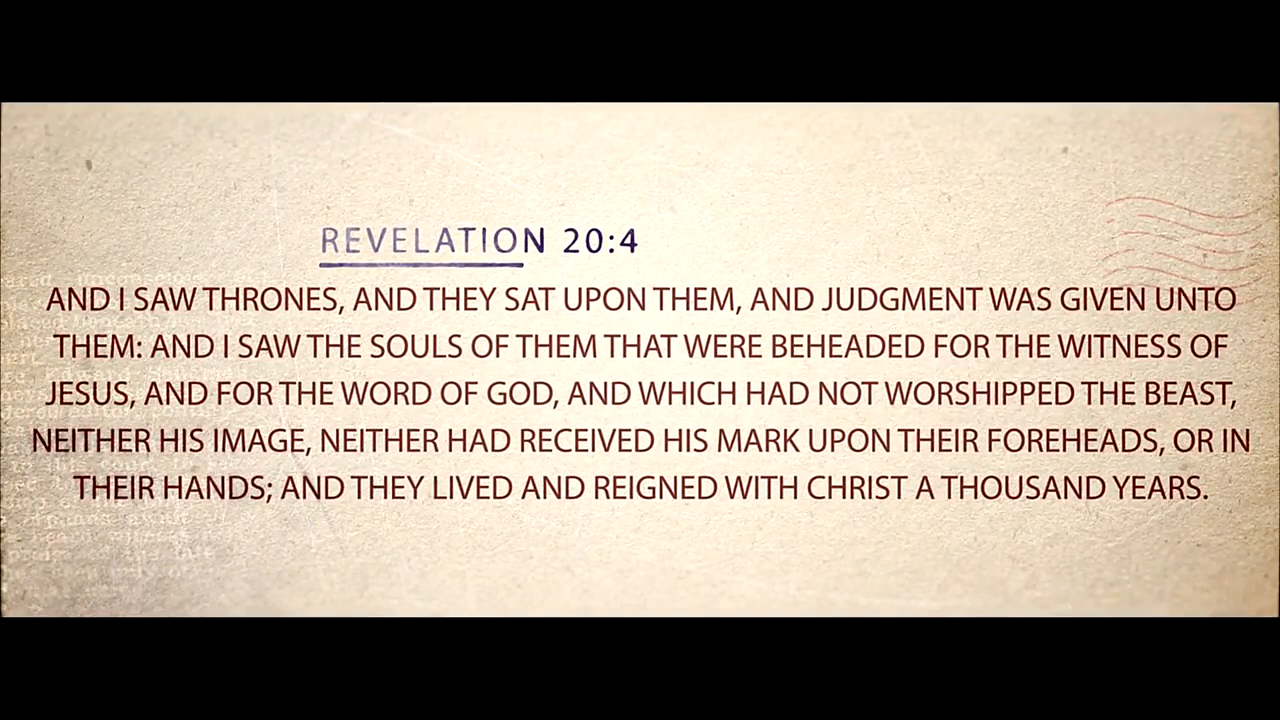 REVELATION 20:4
AND I SAW THRONES, AND THEY SAT UPON THEM, AND JUDGMENT WAS GIVEN UNTO
THEM: AND I SAW THE SOULS OF THEM THAT WERE BEHEADED FOR THE WITNESS OF
JESUS, AND FOR THE WORD OF GOD, AND WHICH HAD NOT WORSHIPPED THE BEAST,
NEITHER HIS IMAGE, NEITHER HAD RECEIVED HIS MARK UPON THEIR FOREHEADS, OR IN
THEIR HANDS; AND THEY LIVED AND REIGNED WITH CHRIST A THOUSAND YEARS.